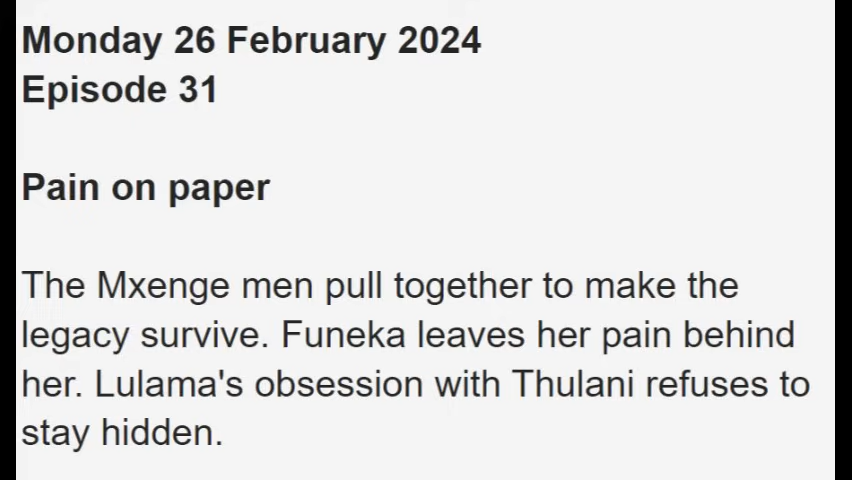 Monday 26 February 2024
Episode 31
Pain on paper
The Mxenge men pull together to make the
legacy survive. Funeka leaves her pain behind
her. Lulama's obsession with Thulani refuses to
stay hidden.